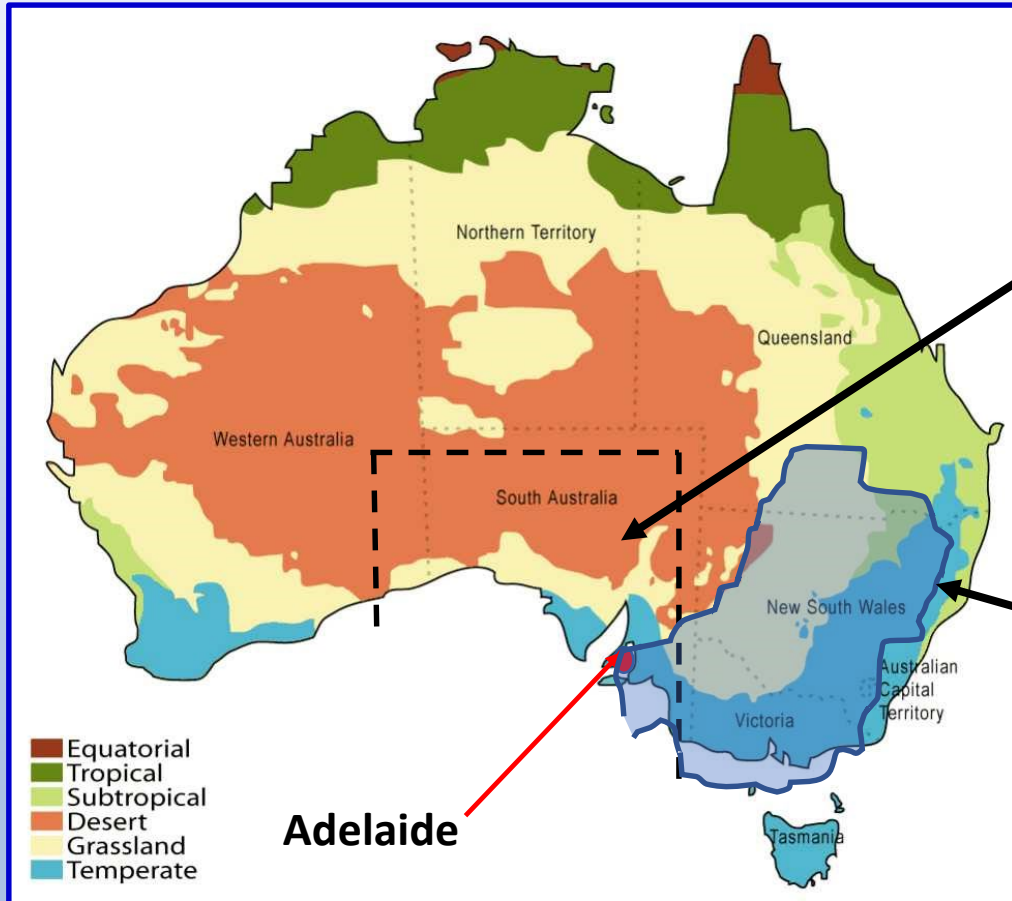 Northern Territory
Queensland
Western Australia
South Australia
New South Wales
Australian
Capital
Territory
Victoria
Tasmania
Adelaide
Equatorial
Tropical
Subtropical
Desert
Grassland
Temperate